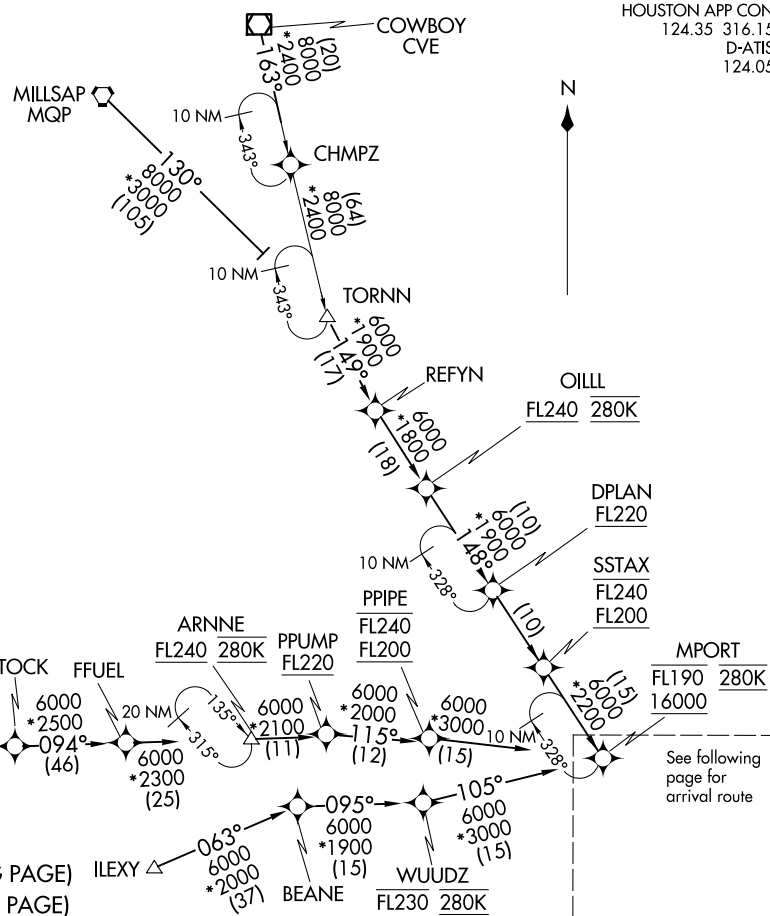 HOUSTON APP CON
124.35 316.15
D-ATIS
124.05
COWBOY
CVE
(20)
8000
*2400
163°
MILLSAP
MQP
10 NM
343°
CHMPZ
N
130°
8000
*3000
(105)
(64)
8000
*2400
10 NM
343°
TORNN
6000
*1900
149°
(17)
REFYN
OILLL
FL240 280K
6000
*1800
(18)
DPLAN
FL220
(10)
6000
*1900
148°
10 NM
328°
SSTAX
FL240
FL200
(10)
PPIPE
FL240
FL200
ARNNE
FL240 280K
PPUMP
FL220
MPORT
FL190 280K
16000
(15)
6000
*2200
TOCK
FFUEL
6000
*2500
094°
(46)
20 NM
135°
315°
6000
*2300
(25)
6000
*2100
(11)
6000
*2000
115°
(12)
6000
*3000
(15)
10 NM
328°
See following
page for
arrival route
105°
6000
*3000
(15)
095°
6000
*1900
(15)
063°
6000
*2000
(37)
ILEXY
BEANE
WUUDZ
FL230 280K
PAGE)
PAGE)